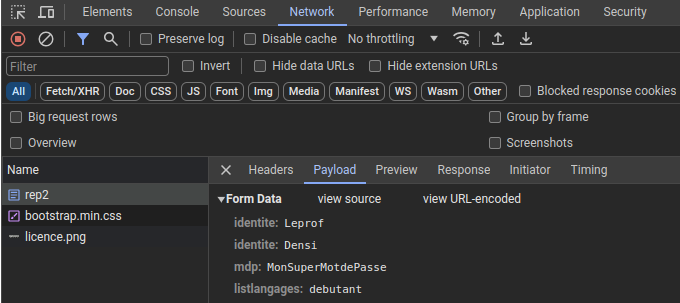 Elements Console Sources Network Performance Memory Application Security
Preserve log Disable cache No throttling
Filter Invert Hide data URLs Hide extension URLs
All Fetch/XHR Doc CSS JS Font Img Media Manifest WS Wasm Other Blocked response cookies
Big request rows Group by frame
Overview Screenshots
Name Headers Payload Preview Response Initiator Timing
rep2 Form Data view source view URL-encoded
bootstrap.min.css identite: Leprof
licence.png identite: Densi
mdp: MonSuperMotdePasse
listlangages: debutant